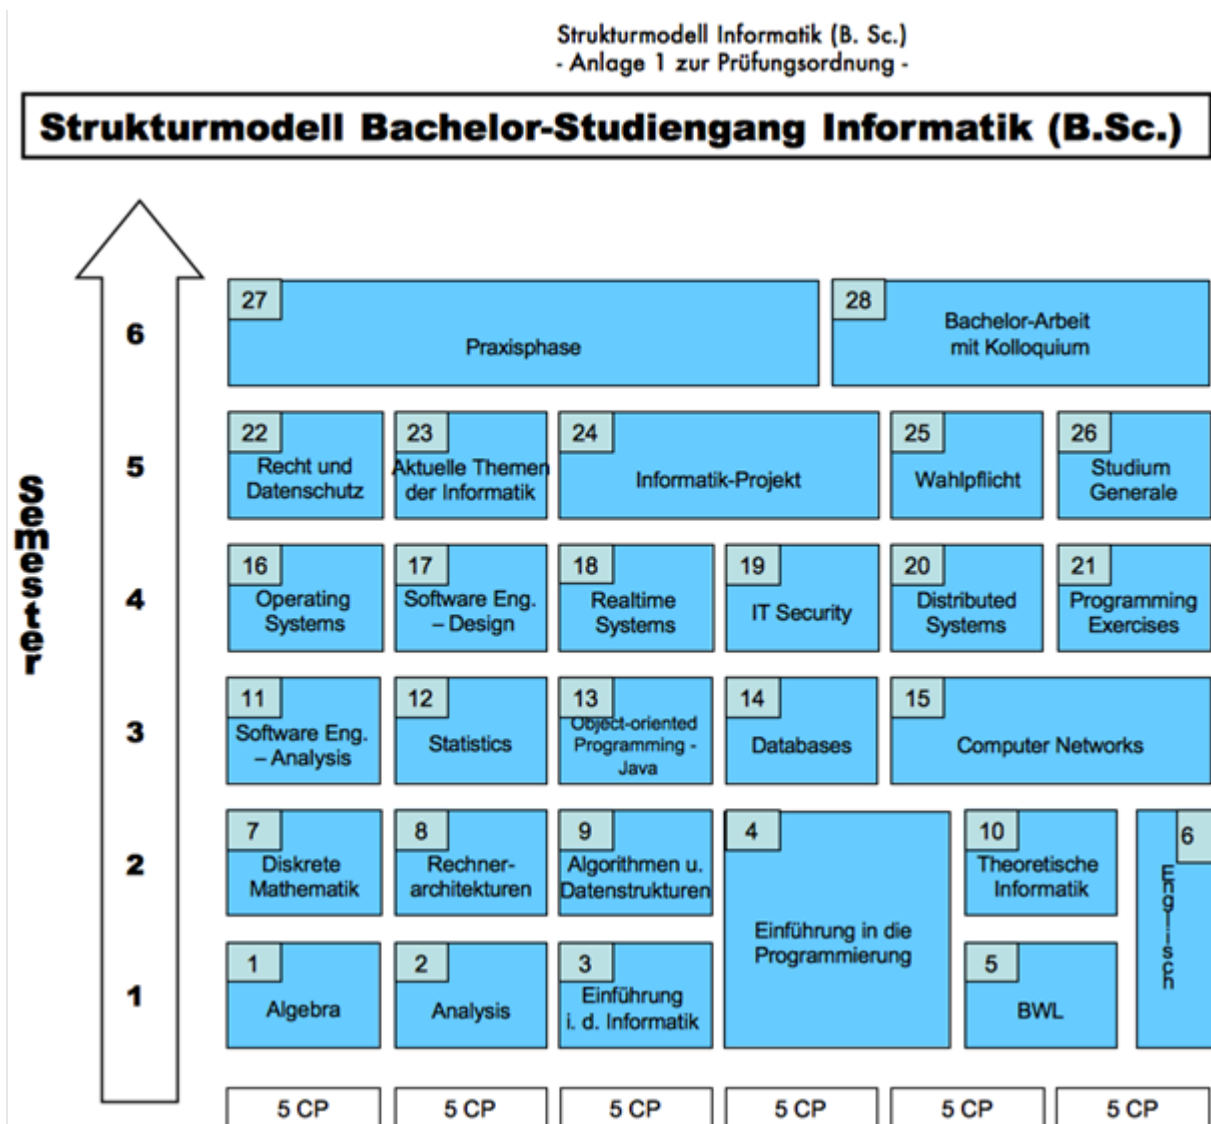 Strukturmodell Informatik (B. Sc.)
- Anlage 1 zur Prüfungsordnung -
Strukturmodell Bachelor-Studiengang Informatik (B.Sc.)
Semester
6
27
Praxisphase
28
Bachelor-Arbeit
mit Kolloquium
5
22
Recht und
Datenschutz
23
Aktuelle Themen
der Informatik
24
Informatik-Projekt
25
Wahlpflicht
26
Studium
Generale
4
16
Operating
Systems
17
Software Eng.
– Design
18
Realtime
Systems
19
IT Security
20
Distributed
Systems
21
Programming
Exercises
3
11
Software Eng.
– Analysis
12
Statistics
13
Object-oriented
Programming -
Java
14
Databases
15
Computer Networks
2
7
Diskrete
Mathematik
8
Rechner-
architekturen
9
Algorithmen u.
Datenstrukturen
4
Einführung in die
Programmierung
10
Theoretische
Informatik
6
Englisch
1
1
Algebra
2
Analysis
3
Einführung
i. d. Informatik
5
BWL
5 CP
5 CP
5 CP
5 CP
5 CP
5 CP